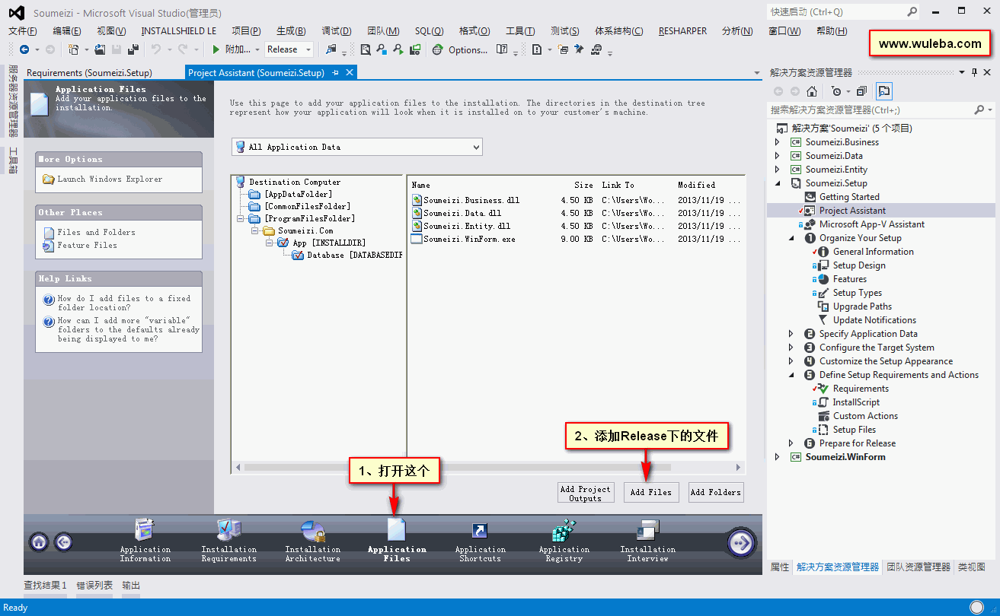 Soumeizi - Microsoft Visual Studio(管理员)
快速启动 (Ctrl+Q)
文件(F) 编辑(E) 视图(V) INSTALLSHIELD LE 项目(P) 生成(B) 调试(D) 团队(M) SQL(Q) 格式(O) 工具(T) 测试(S) 体系结构(C) RESHARPER 分析(N) 窗口(W) 帮助(H)
附加... Release Options...
www.wuleba.com
服务器资源管理器
工具箱
Requirements (Soumeizi.Setup) Project Assistant (Soumeizi.Setup)
Application Files
Add your application files to the
installation.
More Options
Launch Windows Explorer
Other Places
Files and Folders
Feature Files
Help Links
How do I add files to a fixed
folder location?
How can I add more "variable"
folders to the defaults already
being displayed to me?
Use this page to add your application files to the installation. The directories in the destination tree
represent how your application will look when it is installed on to your customer's machine.
All Application Data
Destination Computer
[AppDataFolder]
[CommonFilesFolder]
[ProgramFilesFolder]
Soumeizi.Com
App [INSTALLDIR]
Database [DATABASEDIR
Name Size Link To Modified
Soumeizi.Business.dll 4.50 KB C:\Users\Wo... 2013/11/19 ...
Soumeizi.Data.dll 4.50 KB C:\Users\Wo... 2013/11/19 ...
Soumeizi.Entity.dll 4.50 KB C:\Users\Wo... 2013/11/19 ...
Soumeizi.WinForm.exe 9.00 KB C:\Users\Wo... 2013/11/19 ...
2、添加Release下的文件
1、打开这个
Add Project
Outputs
Add Files
Add Folders
Application
Information
Installation
Requirements
Installation
Architecture
Application
Files
Application
Shortcuts
Application
Registry
Installation
Interview
解决方案资源管理器
搜索解决方案资源管理器(Ctrl+;)
解决方案'Soumeizi' (5 个项目)
C# Soumeizi.Business
C# Soumeizi.Data
C# Soumeizi.Entity
Soumeizi.Setup
Getting Started
Project Assistant
Microsoft App-V Assistant
1 Organize Your Setup
General Information
Setup Design
Features
Setup Types
Upgrade Paths
Update Notifications
2 Specify Application Data
3 Configure the Target System
4 Customize the Setup Appearance
5 Define Setup Requirements and Actions
Requirements
InstallScript
Custom Actions
Setup Files
6 Prepare for Release
C# Soumeizi.WinForm
属性 解决方案资源管理器 团队资源管理器 类视图
查找结果 1 错误列表 输出
Ready